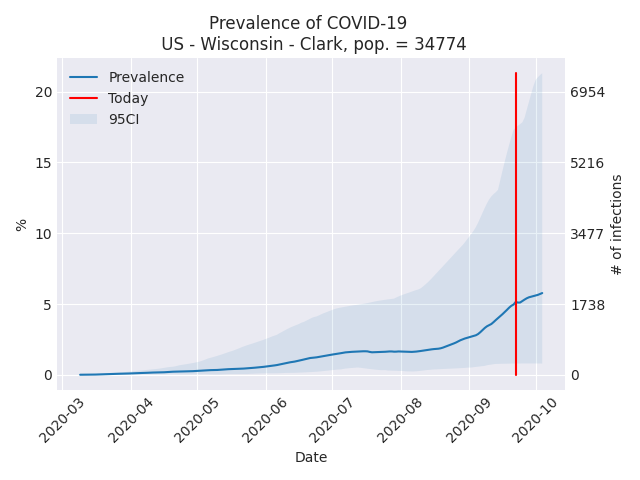 Prevalence of COVID-19
US - Wisconsin - Clark, pop. = 34774
Prevalence
Today
95CI
20
15
10
5
0
%
6954
5216
3477
1738
0
# of infections
2020-03
2020-04
2020-05
2020-06
2020-07
2020-08
2020-09
2020-10
Date